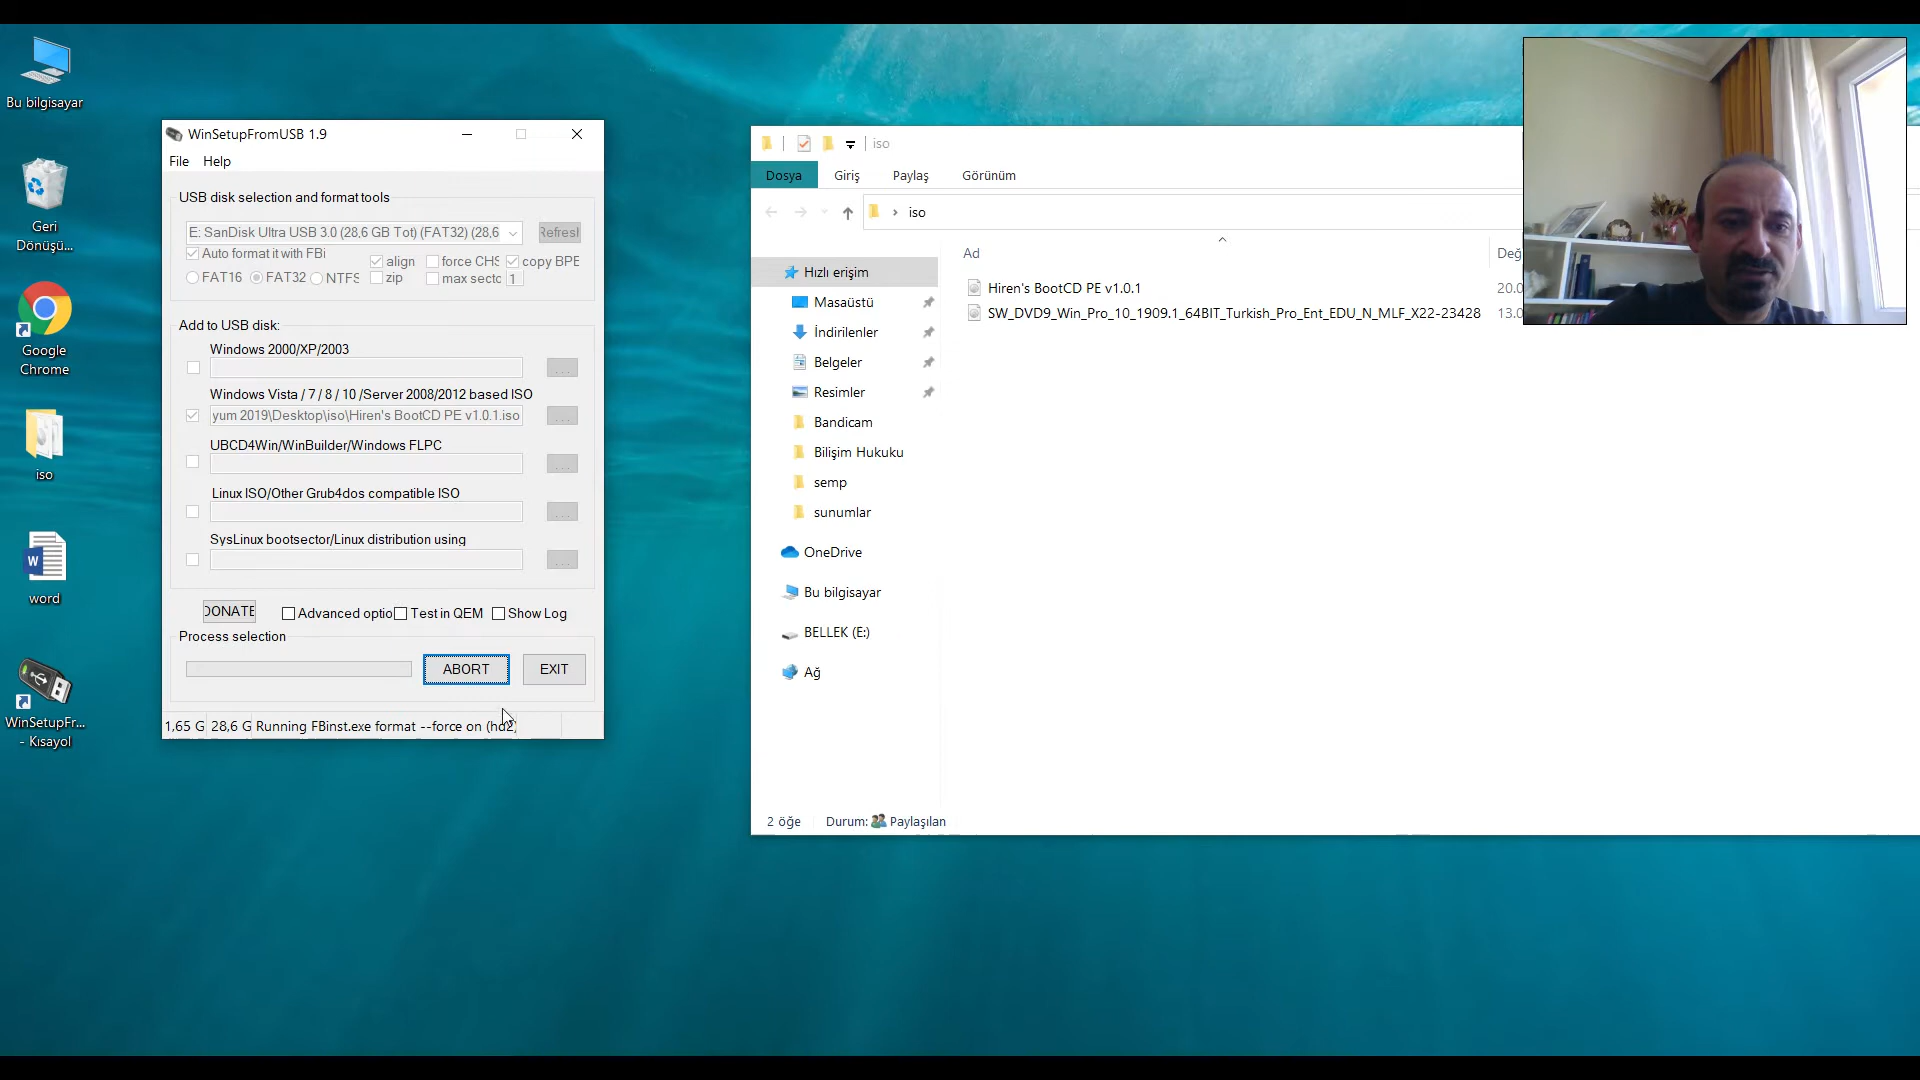 Bu bilgisayar
Geri
Dönüşü...
Google
Chrome
iso
word
WinSetupFr...
- Kısayol
WinSetupFromUSB 1.9
File Help
USB disk selection and format tools
E: SanDisk Ultra USB 3.0 (28,6 GB Tot) (FAT32) (28,6
Refresh
Auto format it with FBi
align
force CHS
copy BPB
FAT16
FAT32
NTFS
zip
max secto
1
Add to USB disk:
Windows 2000/XP/2003
...
Windows Vista / 7 / 8 / 10 /Server 2008/2012 based ISO
yum 2019\Desktop\iso\Hiren's BootCD PE v1.0.1.iso
...
UBCD4Win/WinBuilder/Windows FLPC
...
Linux ISO/Other Grub4dos compatible ISO
...
SysLinux bootsector/Linux distribution using
...
DONATE
Advanced optio
Test in QEM
Show Log
Process selection
ABORT
EXIT
1,65 G 28,6 G Running FBinst.exe format --force on (hd2)
iso
Dosya Giriş Paylaş Görünüm
iso
Ad
Değ
Hiren's BootCD PE v1.0.1
20.0
SW_DVD9_Win_Pro_10_1909.1_64BIT_Turkish_Pro_Ent_EDU_N_MLF_X22-23428
13.0
Hızlı erişim
Masaüstü
İndirilenler
Belgeler
Resimler
Bandicam
Bilişim Hukuku
semp
sunumlar
OneDrive
Bu bilgisayar
BELLEK (E:)
Ağ
2 öğe
Durum: Paylaşılan